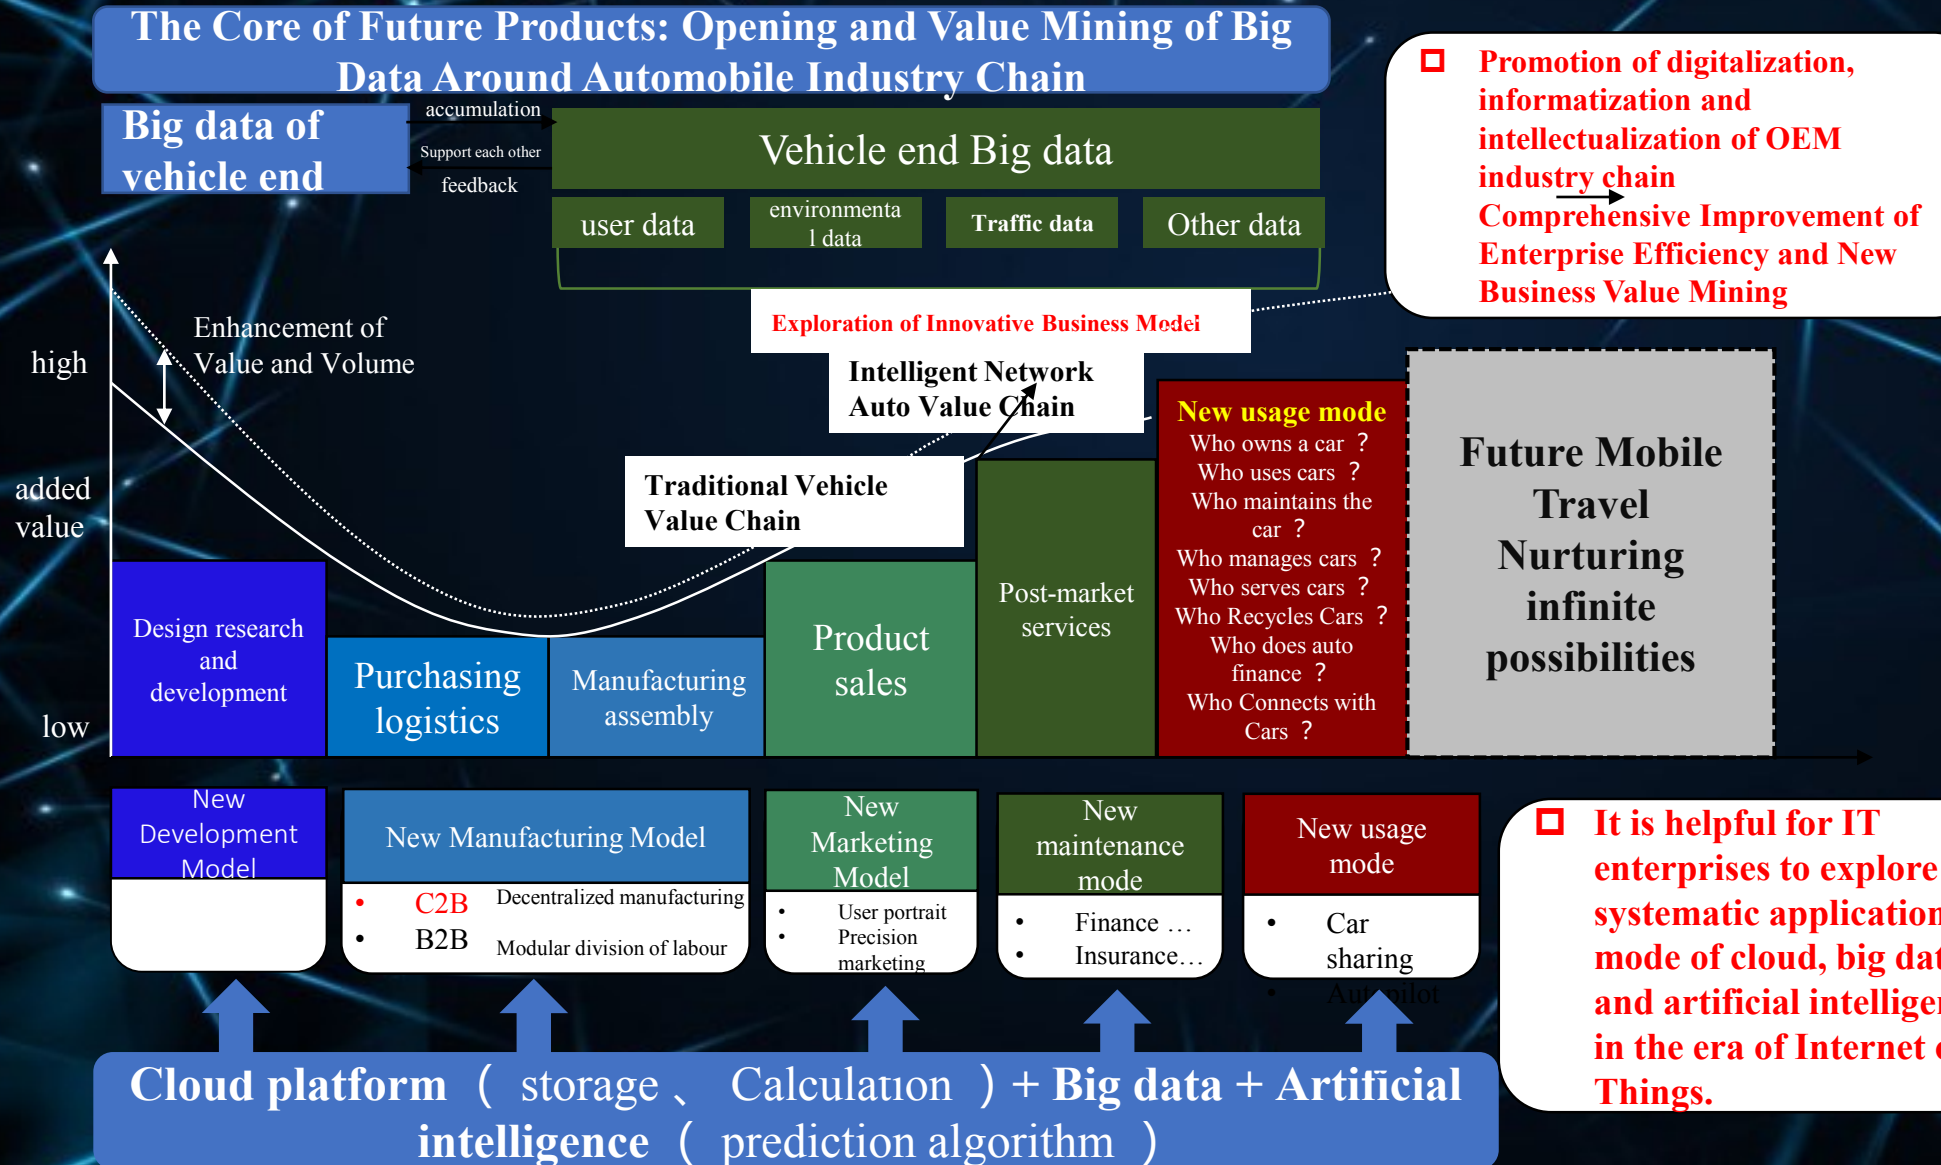 The Core of Future Products: Opening and Value Mining of Big
Data Around Automobile Industry Chain
Big data of
vehicle end
accumulation
Support each other
feedback
Vehicle end Big data
user data
environmenta
l data
Traffic data
Other data
Promotion of digitalization,
informatization and
intellectualization of OEM
industry chain
Comprehensive Improvement of
Enterprise Efficiency and New
Business Value Mining
Enhancement of
Value and Volume
high
added
value
low
Exploration of Innovative Business Model
Intelligent Network
Auto Value Chain
Traditional Vehicle
Value Chain
Design research
and
development
Purchasing
logistics
Manufacturing
assembly
Product
sales
Post-market
services
New usage mode
Who owns a car ？
Who uses cars ？
Who maintains the
car ？
Who manages cars ？
Who serves cars ？
Who Recycles Cars ？
Who does auto
finance ？
Who Connects with
Cars ？
Future Mobile
Travel
Nurturing
infinite
possibilities
New
Development
Model
New Manufacturing Model
• C2B Decentralized manufacturing
• B2B Modular division of labour
New
Marketing
Model
• User portrait
• Precision
marketing
New
maintenance
mode
• Finance …
• Insurance…
New usage
mode
• Car
sharing
• Autopilot
It is helpful for IT
enterprises to explore
systematic application
mode of cloud, big dat
and artificial intelligen
in the era of Internet o
Things.
Cloud platform （ storage 、 Calculation ）+ Big data + Artificial
intelligence （ prediction algorithm ）